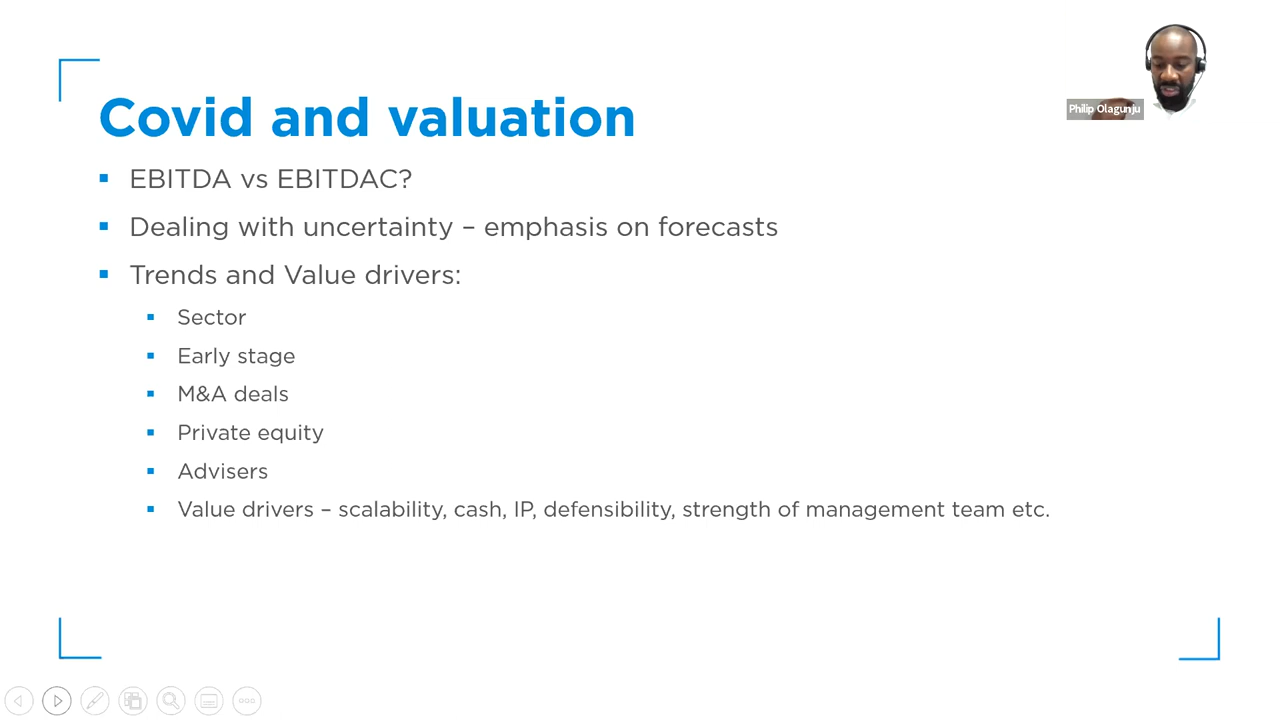 Covid and valuation
Philip Olagunju
EBITDA vs EBITDAC?
Dealing with uncertainty – emphasis on forecasts
Trends and Value drivers:
Sector
Early stage
M&A deals
Private equity
Advisers
Value drivers – scalability, cash, IP, defensibility, strength of management team etc.